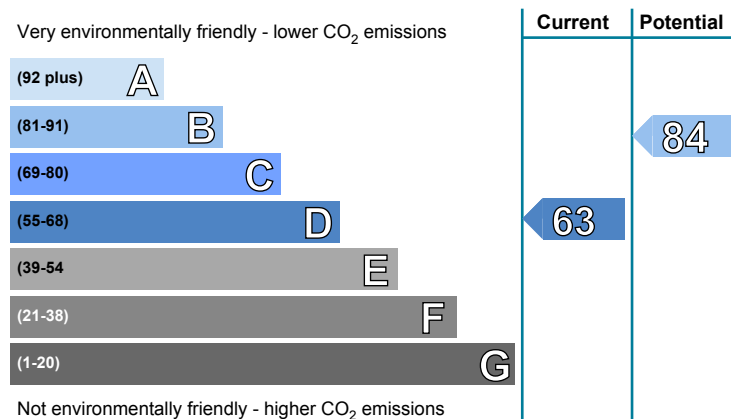 Very environmentally friendly - lower CO2 emissions
Current
Potential
(92 plus) A
(81-91) B
(69-80) C
(55-68) D
(39-54 E
(21-38) F
(1-20) G
84
63
Not environmentally friendly - higher CO2 emissions